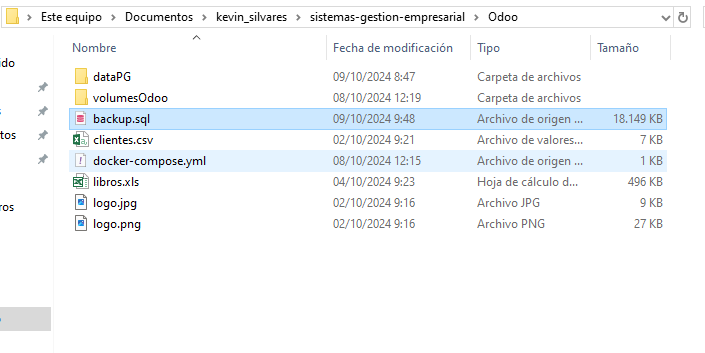 Este equipo > Documentos > kevin_silvares > sistemas-gestion-empresarial > Odoo
Nombre Fecha de modificación Tipo Tamaño
ido
dataPG 09/10/2024 8:47 Carpeta de archivos
volumesOdoo 08/10/2024 12:19 Carpeta de archivos
backup.sql 09/10/2024 9:48 Archivo de origen ... 18.149 KB
tos
clientes.csv 02/10/2024 9:21 Archivo de valores... 7 KB
docker-compose.yml 08/10/2024 12:15 Archivo de origen ... 1 KB
libros.xls 04/10/2024 9:23 Hoja de cálculo d... 496 KB
ros
logo.jpg 02/10/2024 9:16 Archivo JPG 9 KB
logo.png 02/10/2024 9:16 Archivo PNG 27 KB